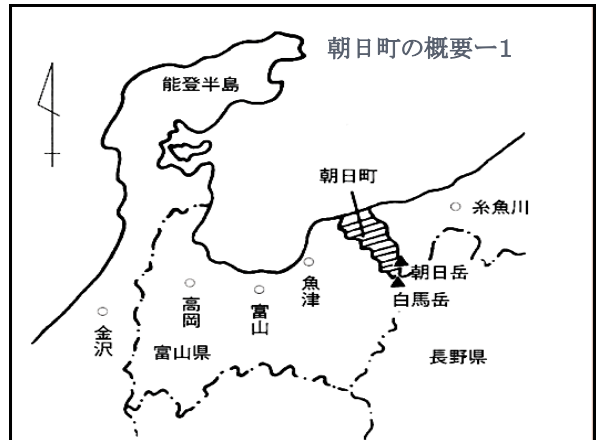 朝日町の概要ー1
能登半島
朝日町
糸魚川
朝日岳
白馬岳
魚津
富山
高岡
金沢
富山県
長野県